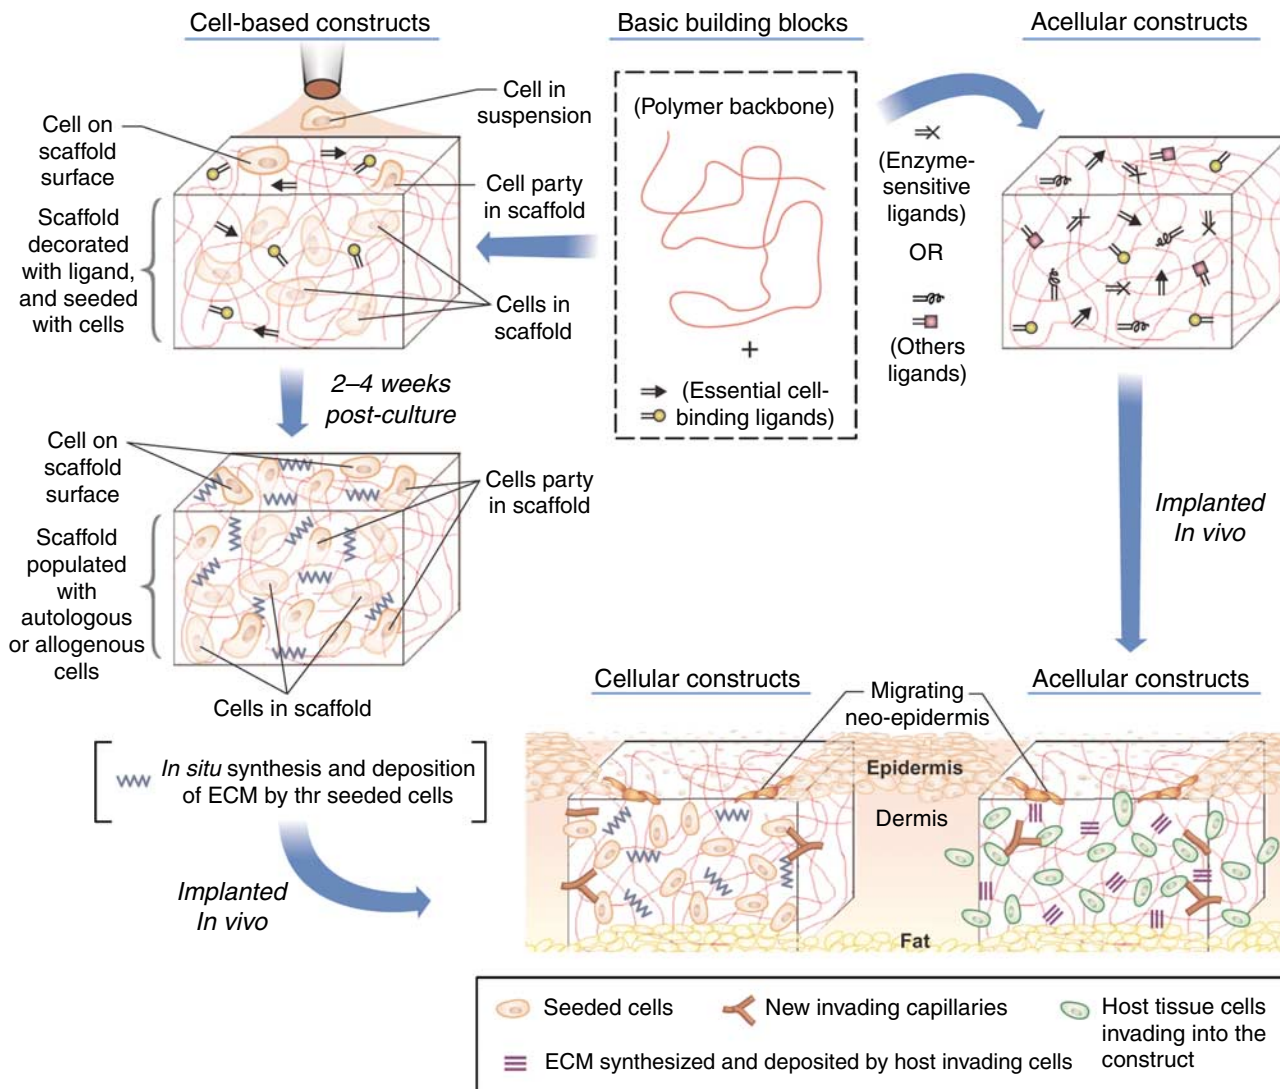 Cell-based constructs
Basic building blocks
Acellular constructs
Cell in
suspension
Cell on
scaffold
surface
Cell party
in scaffold
Scaffold
decorated
with ligand,
and seeded
with cells
Cells in
scaffold
(Polymer backbone)
+
(Essential cell-
binding ligands)
(Enzyme-
sensitive
ligands)
OR
(Others
ligands)
2–4 weeks
post-culture
Cell on
scaffold
surface
Cells party
in scaffold
Scaffold
populated
with
autologous
or allogenous
cells
Cells in scaffold
Implanted
In vivo
In situ synthesis and deposition
of ECM by thr seeded cells
Implanted
In vivo
Cellular constructs
Acellular constructs
Migrating
neo-epidermis
Epidermis
Dermis
Fat
Seeded cells
New invading capillaries
Host tissue cells
invading into the
construct
ECM synthesized and deposited by host invading cells